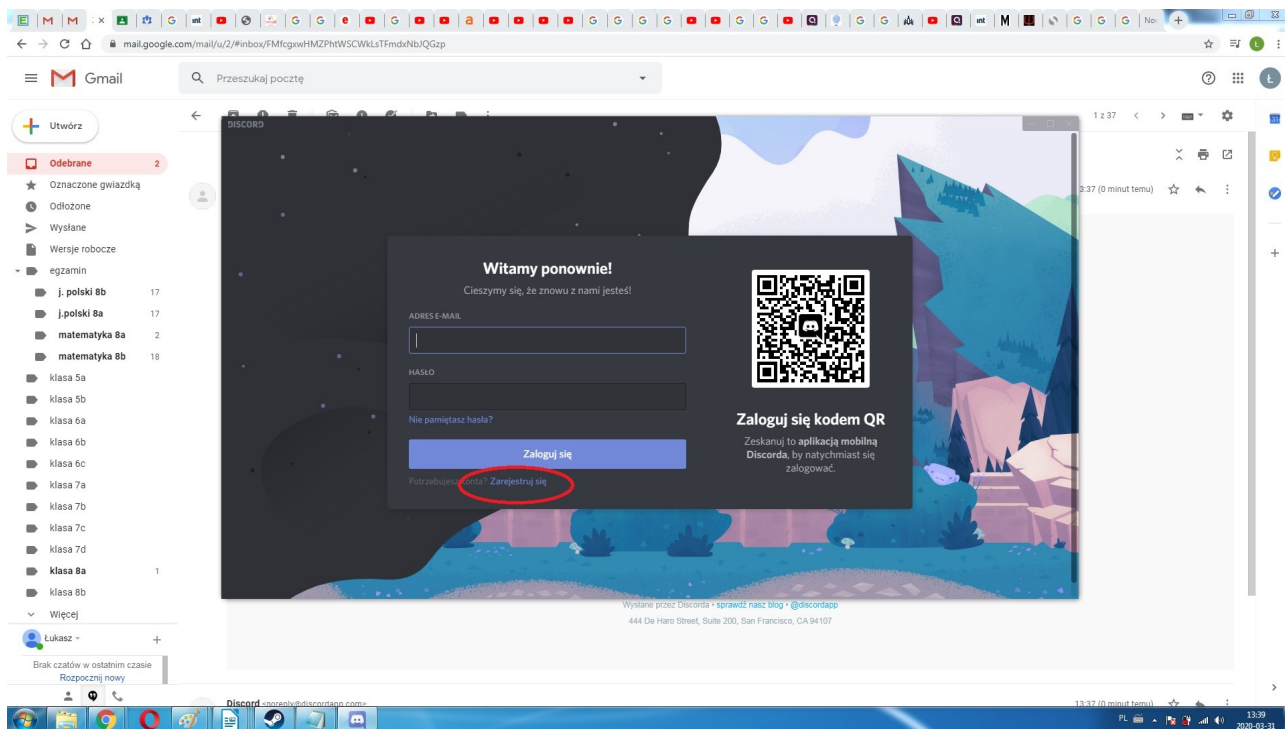 mail.google.com/mail/u/2/#inbox/FMfcgxwHMZPhtWSCWkLsTFmdxNbJQGzp
Gmail
Przeszukaj pocztę
Ł
Utwórz
1 z 37
DISCORD
Odebrane 2
Oznaczone gwiazdką
3:37 (0 minut temu)
Odłożone
Wysłane
Wersje robocze
egzamin
j. polski 8b 17
j.polski 8a 17
matematyka 8a 2
matematyka 8b 18
klasa 5a
klasa 5b
klasa 6a
klasa 6b
klasa 6c
klasa 7a
klasa 7b
klasa 7c
klasa 7d
klasa 8a 1
klasa 8b
Więcej
Łukasz
Brak czatów w ostatnim czasie
Rozpocznij nowy
Witamy ponownie!
Cieszymy się, że znowu z nami jesteś!
ADRES E-MAIL
HASŁO
Nie pamiętasz hasła?
Zaloguj się
Potrzebujesz konta? Zarejestruj się
Zaloguj się kodem QR
Zeskanuj to aplikacją mobilną
Discorda, by natychmiast się
zalogować.
Wysłane przez Discorda • sprawdź nasz blog • @discordapp
444 De Haro Street, Suite 200, San Francisco, CA 94107
Discord <noreply@discordapp.com>
13:37 (0 minut temu)
PL
13:39
2020-03-31